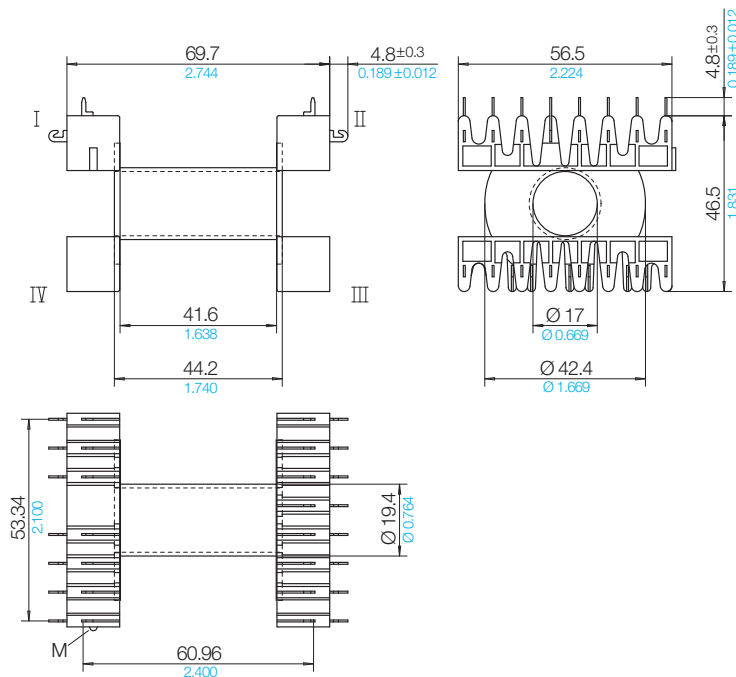 69.7
2.744
4.8±0.3
0.189±0.012
56.5
2.224
4.8±0.3
0.189±0.012
I
II
46.5
1.831
IV
III
41.6
1.638
Ø 17
Ø 0.669
44.2
1.740
Ø 42.4
Ø 1.669
53.34
2.100
Ø 19.4
Ø 0.764
M
60.96
2.400